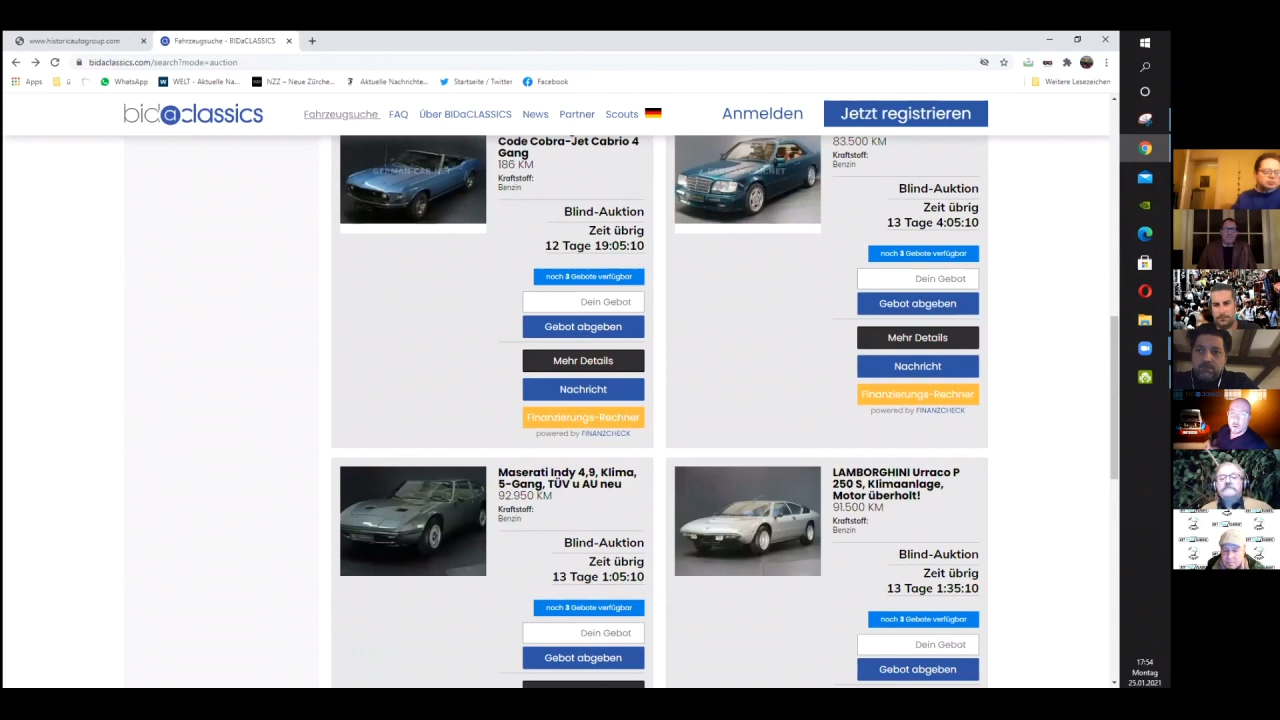 www.historicautogroup.com
Fahrzeugsuche - BIDaCLASSICS
bidaclassics.com/search?mode=auction
Apps
ü
WhatsApp
WELT - Aktuelle Na...
NZZ – Neue Zürche...
Aktuelle Nachrichte...
Startseite / Twitter
Facebook
Weitere Lesezeichen
bidaclassics
Fahrzeugsuche
FAQ
Über BIDaCLASSICS
News
Partner
Scouts
Anmelden
Jetzt registrieren
Code Cobra-Jet Cabrio 4
Gang
186 KM
Kraftstoff:
Benzin
Blind-Auktion
Zeit übrig
12 Tage 19:05:10
noch 3 Gebote verfügbar
Dein Gebot
Gebot abgeben
Mehr Details
Nachricht
Finanzierungs-Rechner
powered by FINANZCHECK
83.500 KM
Kraftstoff:
Benzin
Blind-Auktion
Zeit übrig
13 Tage 4:05:10
noch 3 Gebote verfügbar
Dein Gebot
Gebot abgeben
Mehr Details
Nachricht
Finanzierungs-Rechner
powered by FINANZCHECK
Maserati Indy 4,9, Klima,
5-Gang, TÜV u AU neu
92.950 KM
Kraftstoff:
Benzin
Blind-Auktion
Zeit übrig
13 Tage 1:05:10
noch 3 Gebote verfügbar
Dein Gebot
Gebot abgeben
LAMBORGHINI Urraco P
250 S, Klimaanlage,
Motor überholt!
91.500 KM
Kraftstoff:
Benzin
Blind-Auktion
Zeit übrig
13 Tage 1:35:10
noch 3 Gebote verfügbar
Dein Gebot
Gebot abgeben
17:54
Montag
25.01.2021